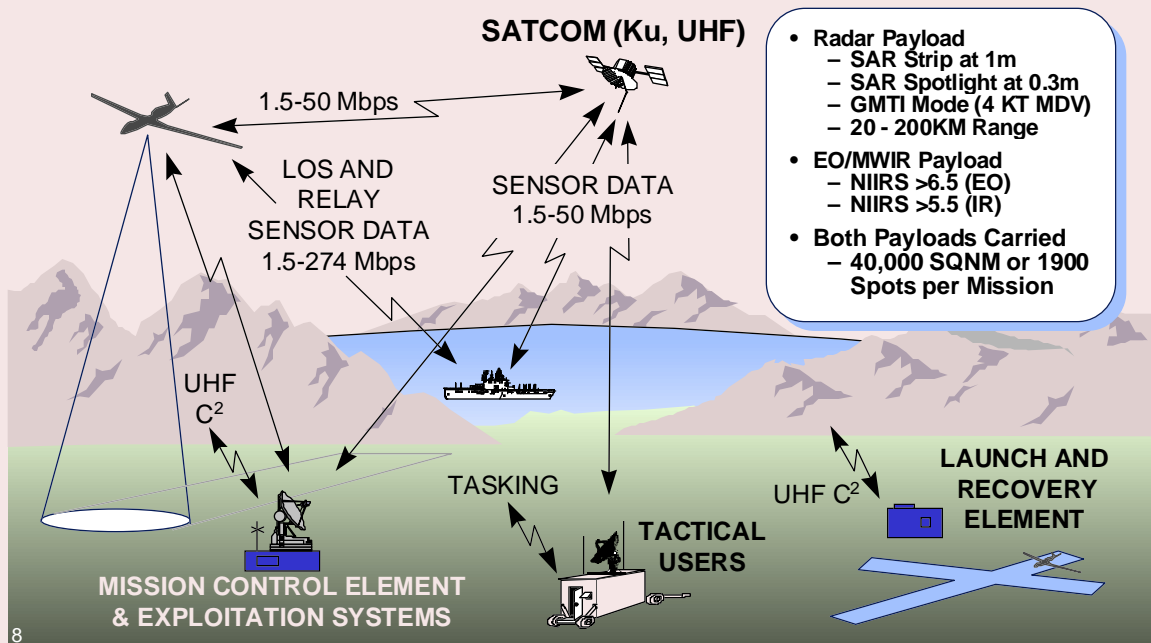 SATCOM (Ku, UHF)
1.5-50 Mbps
LOS AND
RELAY
SENSOR DATA
1.5-274 Mbps
SENSOR DATA
1.5-50 Mbps
• Radar Payload
– SAR Strip at 1m
– SAR Spotlight at 0.3m
– GMTI Mode (4 KT MDV)
– 20 - 200KM Range
• EO/MWIR Payload
– NIIRS >6.5 (EO)
– NIIRS >5.5 (IR)
• Both Payloads Carried
– 40,000 SQNM or 1900
Spots per Mission
UHF
C²
MISSION CONTROL ELEMENT
& EXPLOITATION SYSTEMS
TASKING
TACTICAL
USERS
UHF C²
LAUNCH AND
RECOVERY
ELEMENT
8